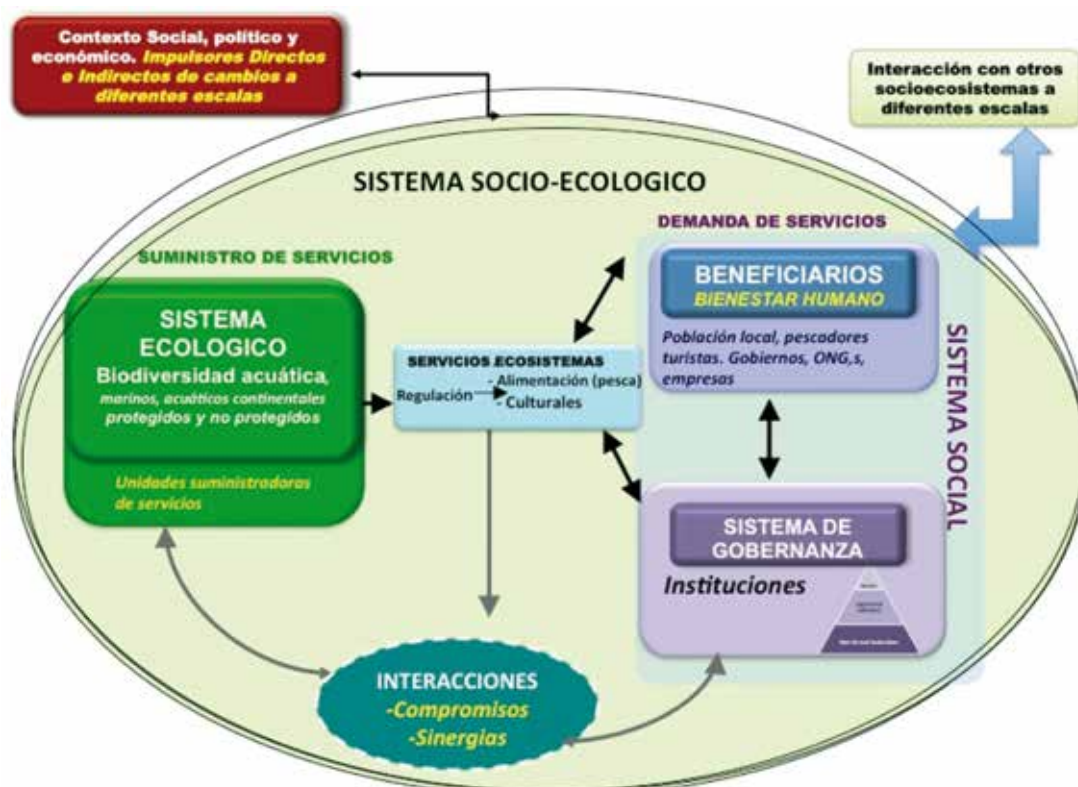 Contexto Social, político y
económico. Impulsores Directos
e Indirectos de cambios a
diferentes escalas
Interacción con otros
socioecosistemas a
diferentes escalas
SISTEMA SOCIO-ECOLOGICO
SUMINISTRO DE SERVICIOS
SISTEMA
ECOLOGICO
Biodiversidad acuática,
marinos, acuáticos continentales
protegidos y no protegidos
Unidades suministradoras
de servicios
SERVICIOS ECOSISTEMAS
Regulación
- Alimentación (pesca)
- Culturales
DEMANDA DE SERVICIOS
BENEFICIARIOS
BIENESTAR HUMANO
Población local, pescadores
turistas. Gobiernos, ONG,s,
empresas
SISTEMA SOCIAL
SISTEMA DE
GOBERNANZA
Instituciones
INTERACCIONES
-Compromisos
-Sinergias